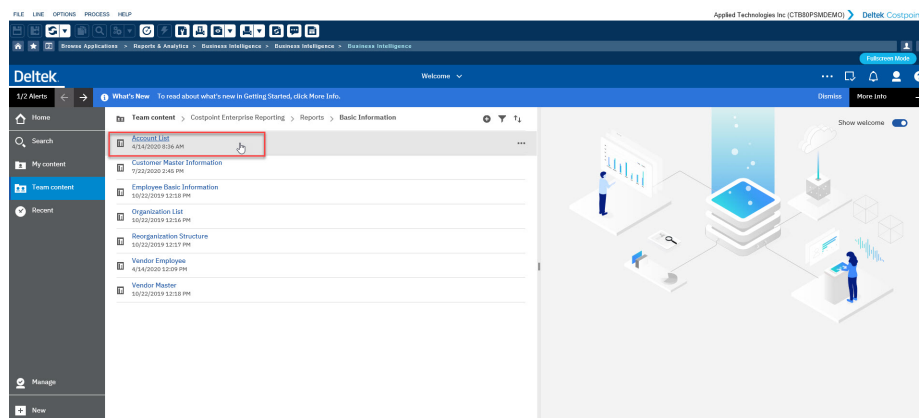 FILE LINE OPTIONS PROCESS HELP
Applied Technologies Inc (CTB80PSMDEMO) Deltek Costpoin
Browse Applications > Reports & Analytics > Business Intelligence > Business Intelligence > Business Intelligence
Fullscreen Mode
Deltek
Welcome
1/2 Alerts
What's New To read about what's new in Getting Started, click More Info.
Dismiss
More Info
Home
Team content > Costpoint Enterprise Reporting > Reports > Basic Information
Show welcome
Search
Account List
4/14/2020 8:36 AM
My content
Customer Master Information
7/22/2020 2:48 PM
Team content
Employee Basic Information
10/22/2019 12:18 PM
Recent
Organization List
10/22/2019 12:16 PM
Reorganization Structure
10/22/2019 12:17 PM
Vendor Employee
4/14/2020 12:09 PM
Vendor Master
10/22/2019 12:18 PM
Manage
New